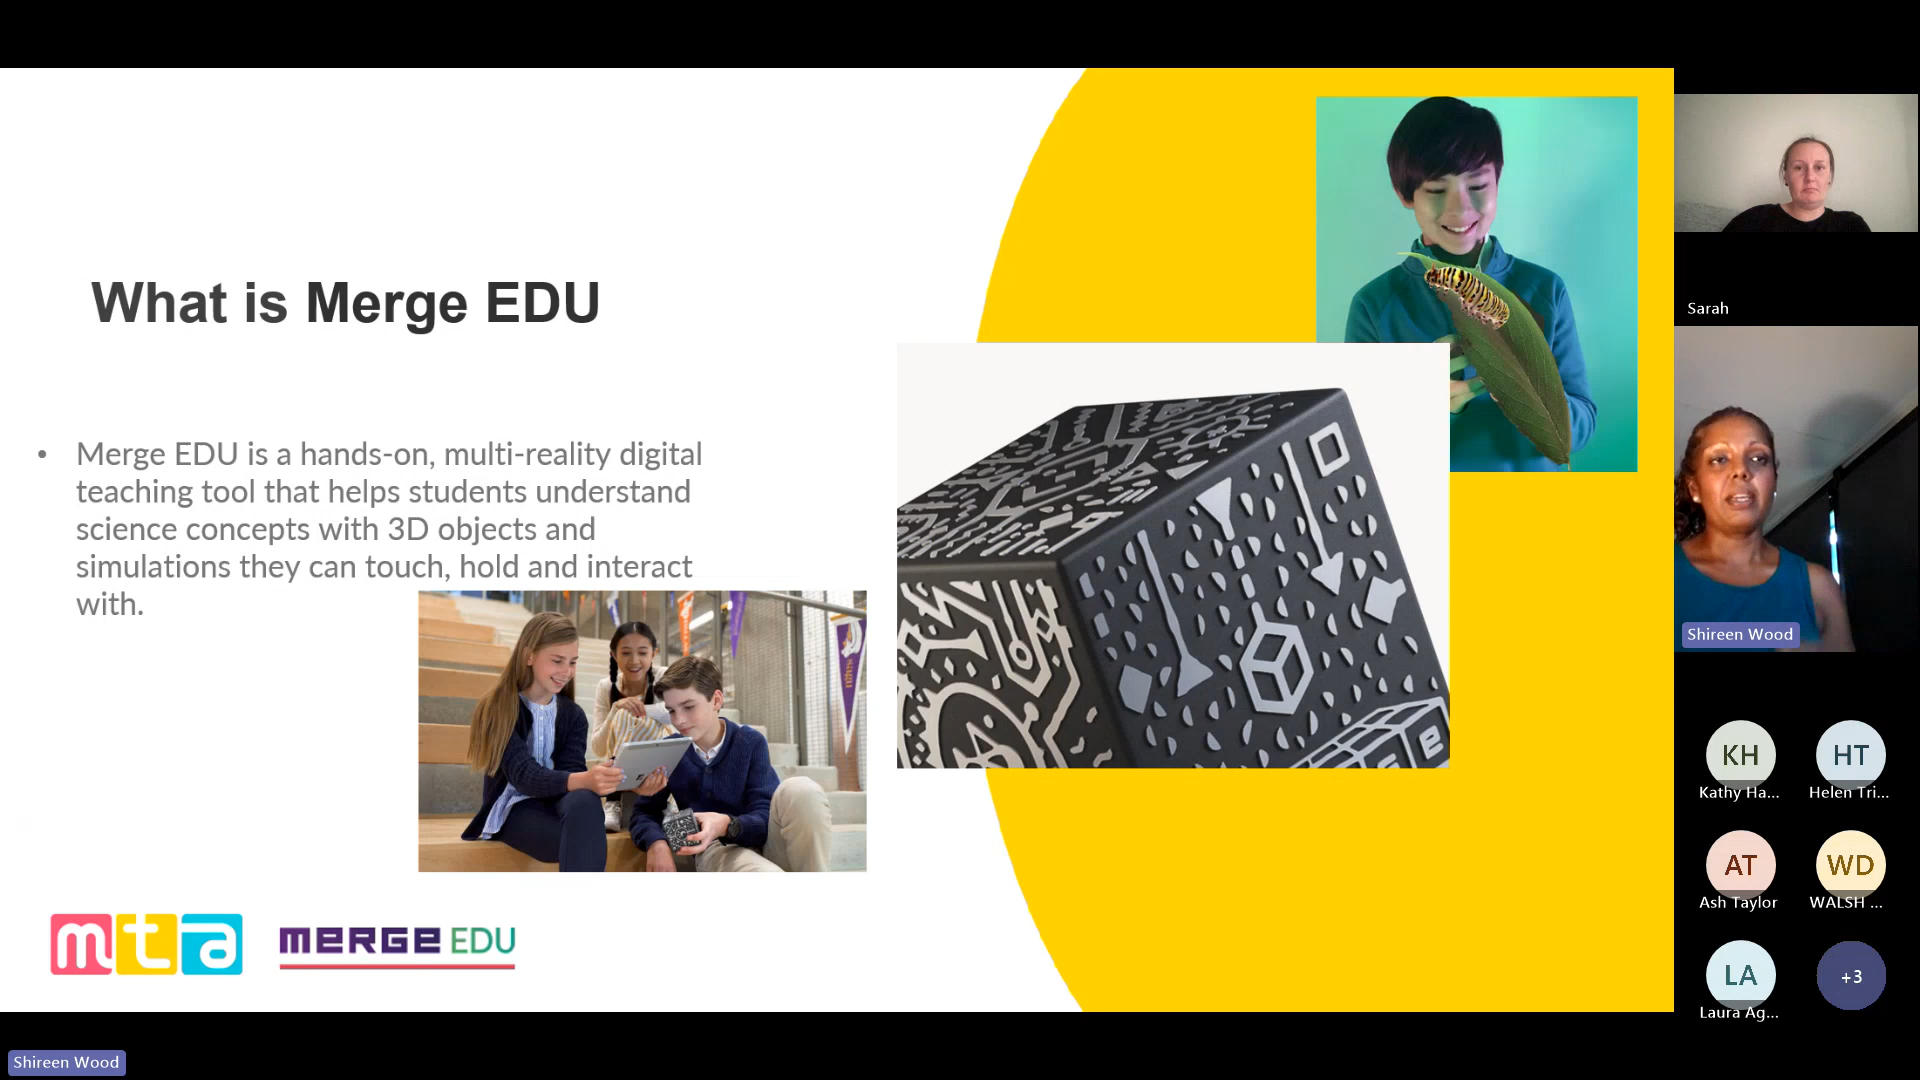 What is Merge EDU
• Merge EDU is a hands-on, multi-reality digital
teaching tool that helps students understand
science concepts with 3D objects and
simulations they can touch, hold and interact
with.
mta
MERGE EDU
Sarah
Shireen Wood
KH
Kathy Ha...
HT
Helen Tri...
AT
Ash Taylor
WD
WALSH ...
LA
Laura Ag...
+3
Shireen Wood